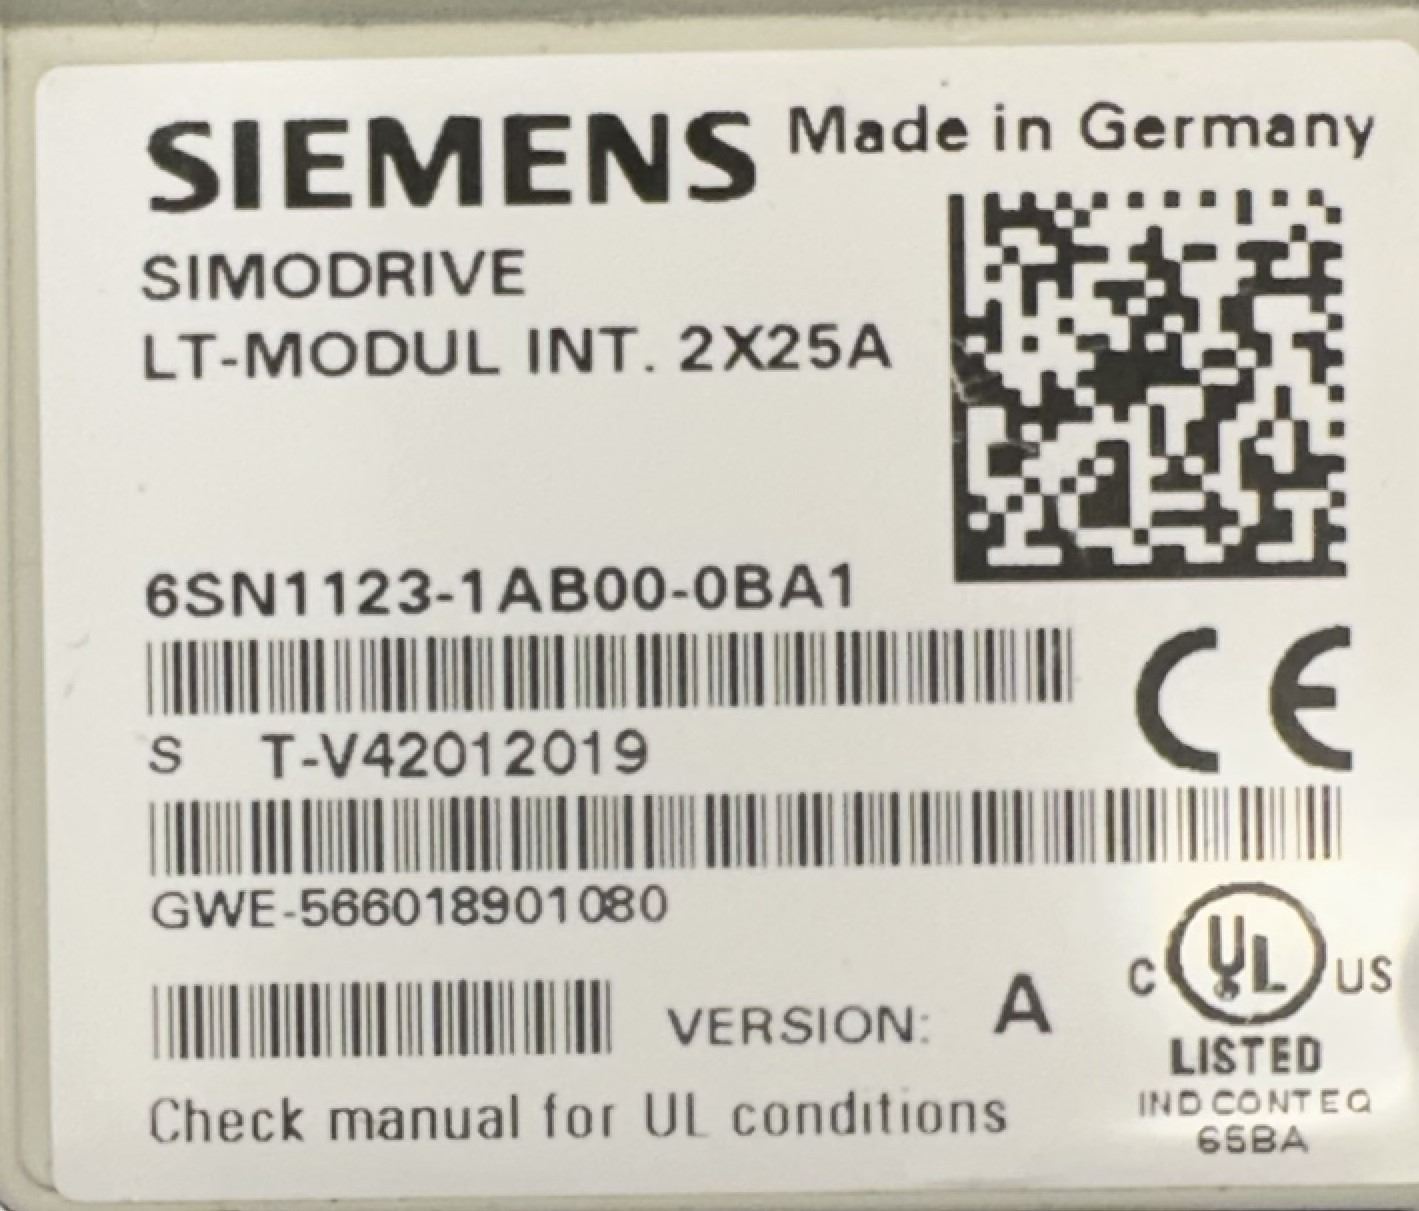 SIEMENS Made in Germany
SIMODRIVE
LT-MODUL INT. 2X25A
6SN1123-1AB00-0BA1
CE
S T-V42012019
GWE-566018901080
VERSION: A
C UL US
LISTED
IND CONT EQ
65BA
Check manual for UL conditions